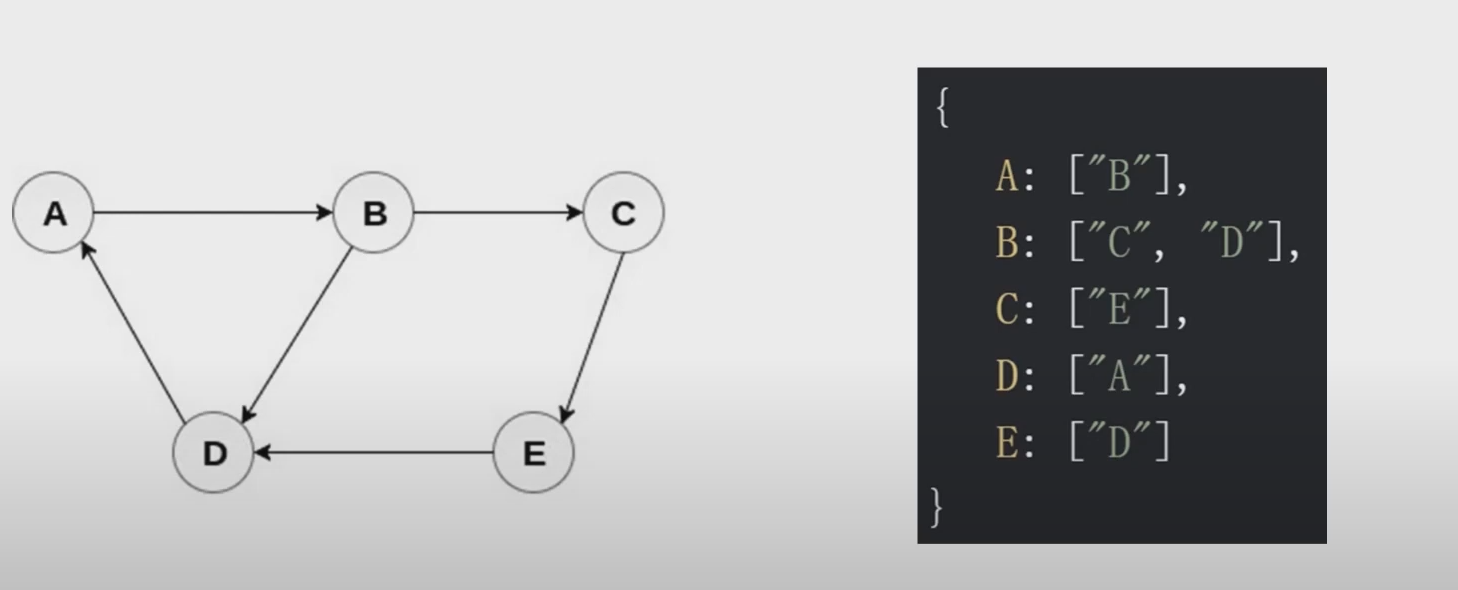 A B C
D E
{
A: ["B"],
B: ["C", "D"],
C: ["E"],
D: ["A"],
E: ["D"]
}